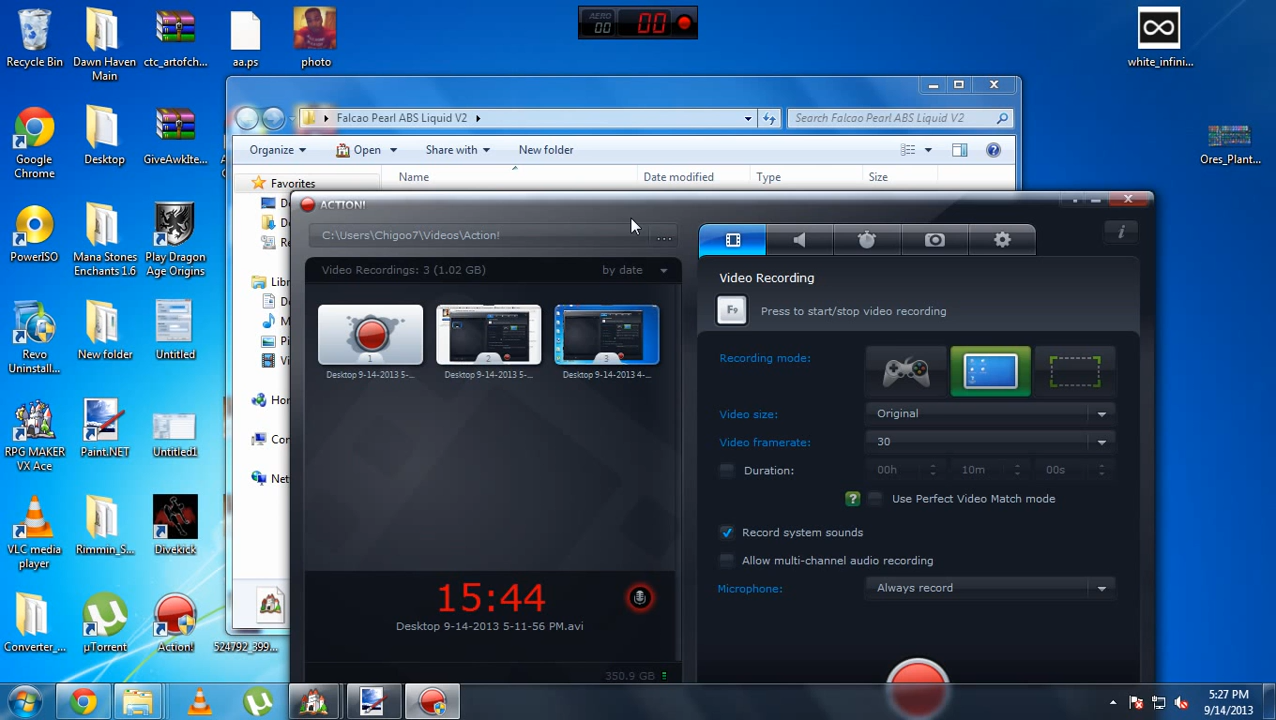 AERO
00 00
Recycle Bin
Dawn Haven Main
ctc_artofch...
aa.ps
photo
white_infini...
Falcao Pearl ABS Liquid V2
Search Falcao Pearl ABS Liquid V2
Google Chrome
Desktop
GiveAwkIte...
Organize
Open
Share with
New folder
Ores_Plant...
Name
Date modified
Type
Size
Favorites
ACTION!
C:\Users\Chigoo7\Videos\Action!
...
PowerISO
Mana Stones Enchants 1.6
Play Dragon Age Origins
Video Recordings: 3 (1.02 GB)
by date
Video Recording
F9
Press to start/stop video recording
1
2
3
Desktop 9-14-2013 5-...
Desktop 9-14-2013 5-...
Desktop 9-14-2013 4-...
Revo Uninstall...
New folder
Untitled
Recording mode:
Video size:
Original
Video framerate:
30
Duration:
00h
10m
00s
RPG MAKER VX Ace
Paint.NET
Untitled1
?
Use Perfect Video Match mode
Record system sounds
Allow multi-channel audio recording
Microphone:
Always record
VLC media player
Rimmin_S...
Divekick
15:44
Desktop 9-14-2013 5-11-56 PM.avi
Converter_...
µTorrent
Action!
524792_399...
350.9 GB
5:27 PM
9/14/2013